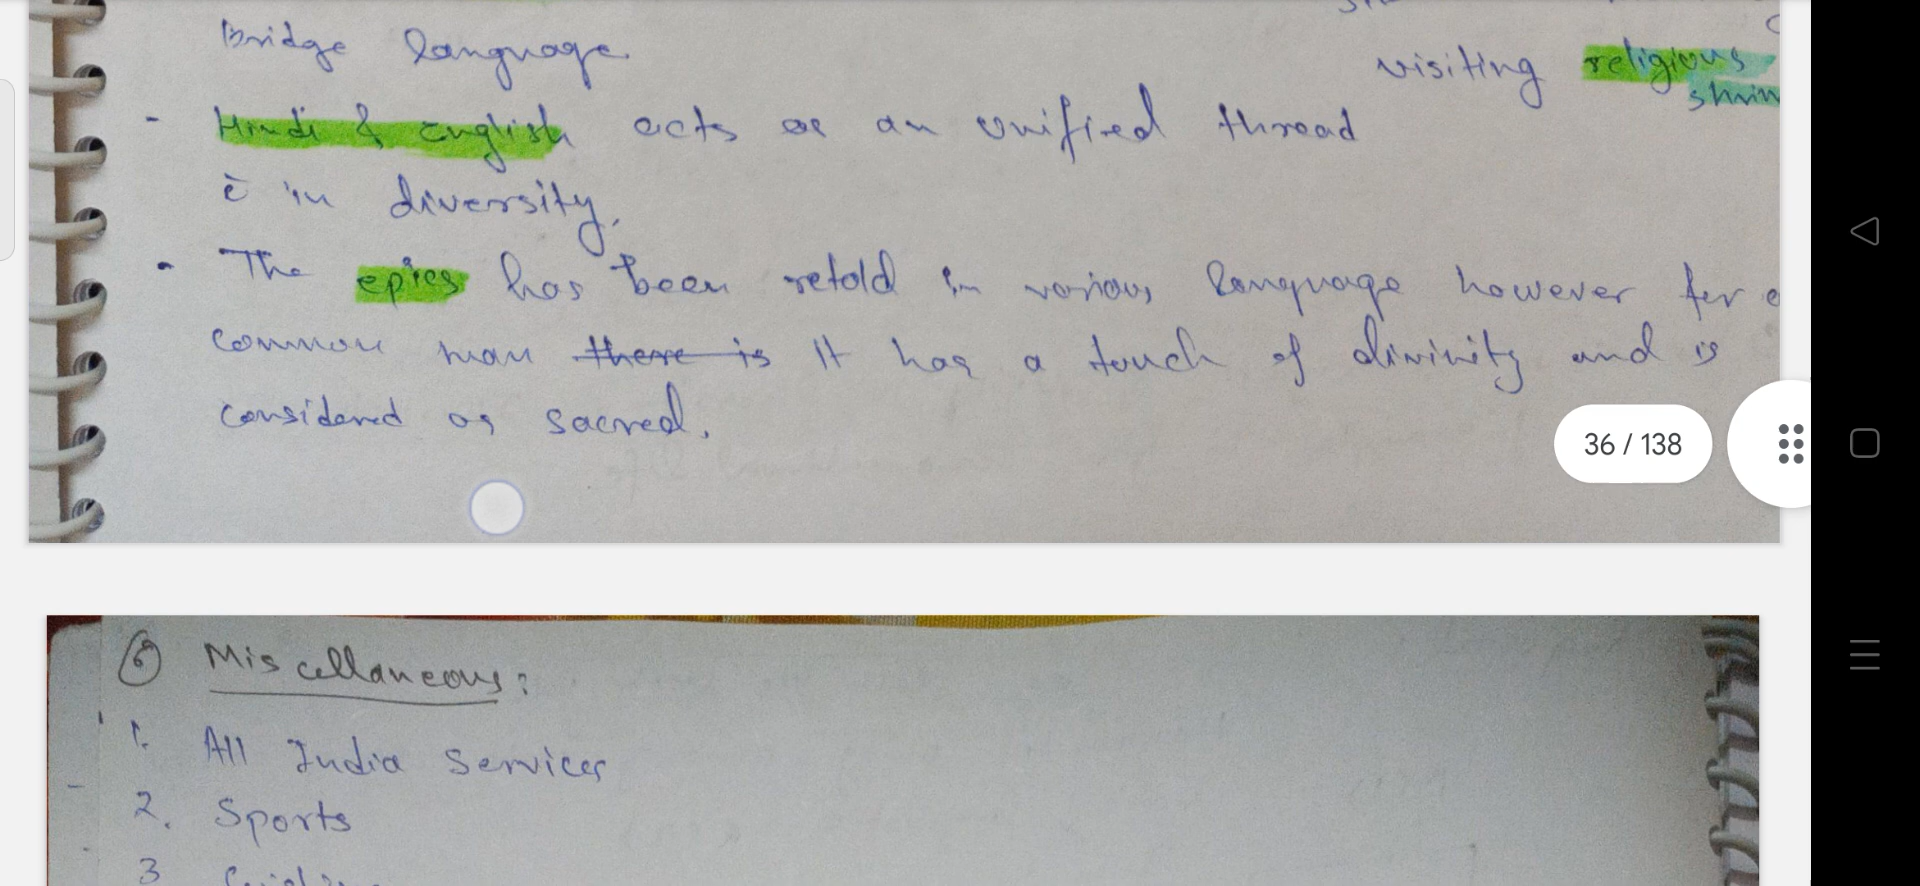 Bridge language.
visiting religious
- Hindi & English acts as an unified thread
in diversity.
- The epics has been retold in various language however for
common man there is It has a touch of divinity and is
considered as sacred.
36 / 138
6 Miscellaneous:
1. All India Services
2. Sports
3